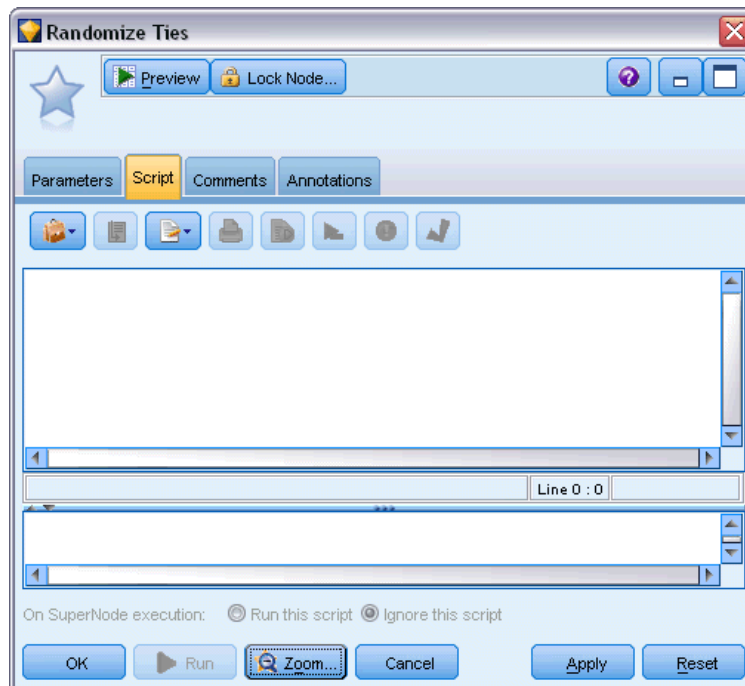 Randomize Ties
Preview Lock Node...
Parameters Script Comments Annotations
Line 0 : 0
On SuperNode execution: Run this script Ignore this script
OK Run Zoom... Cancel Apply Reset